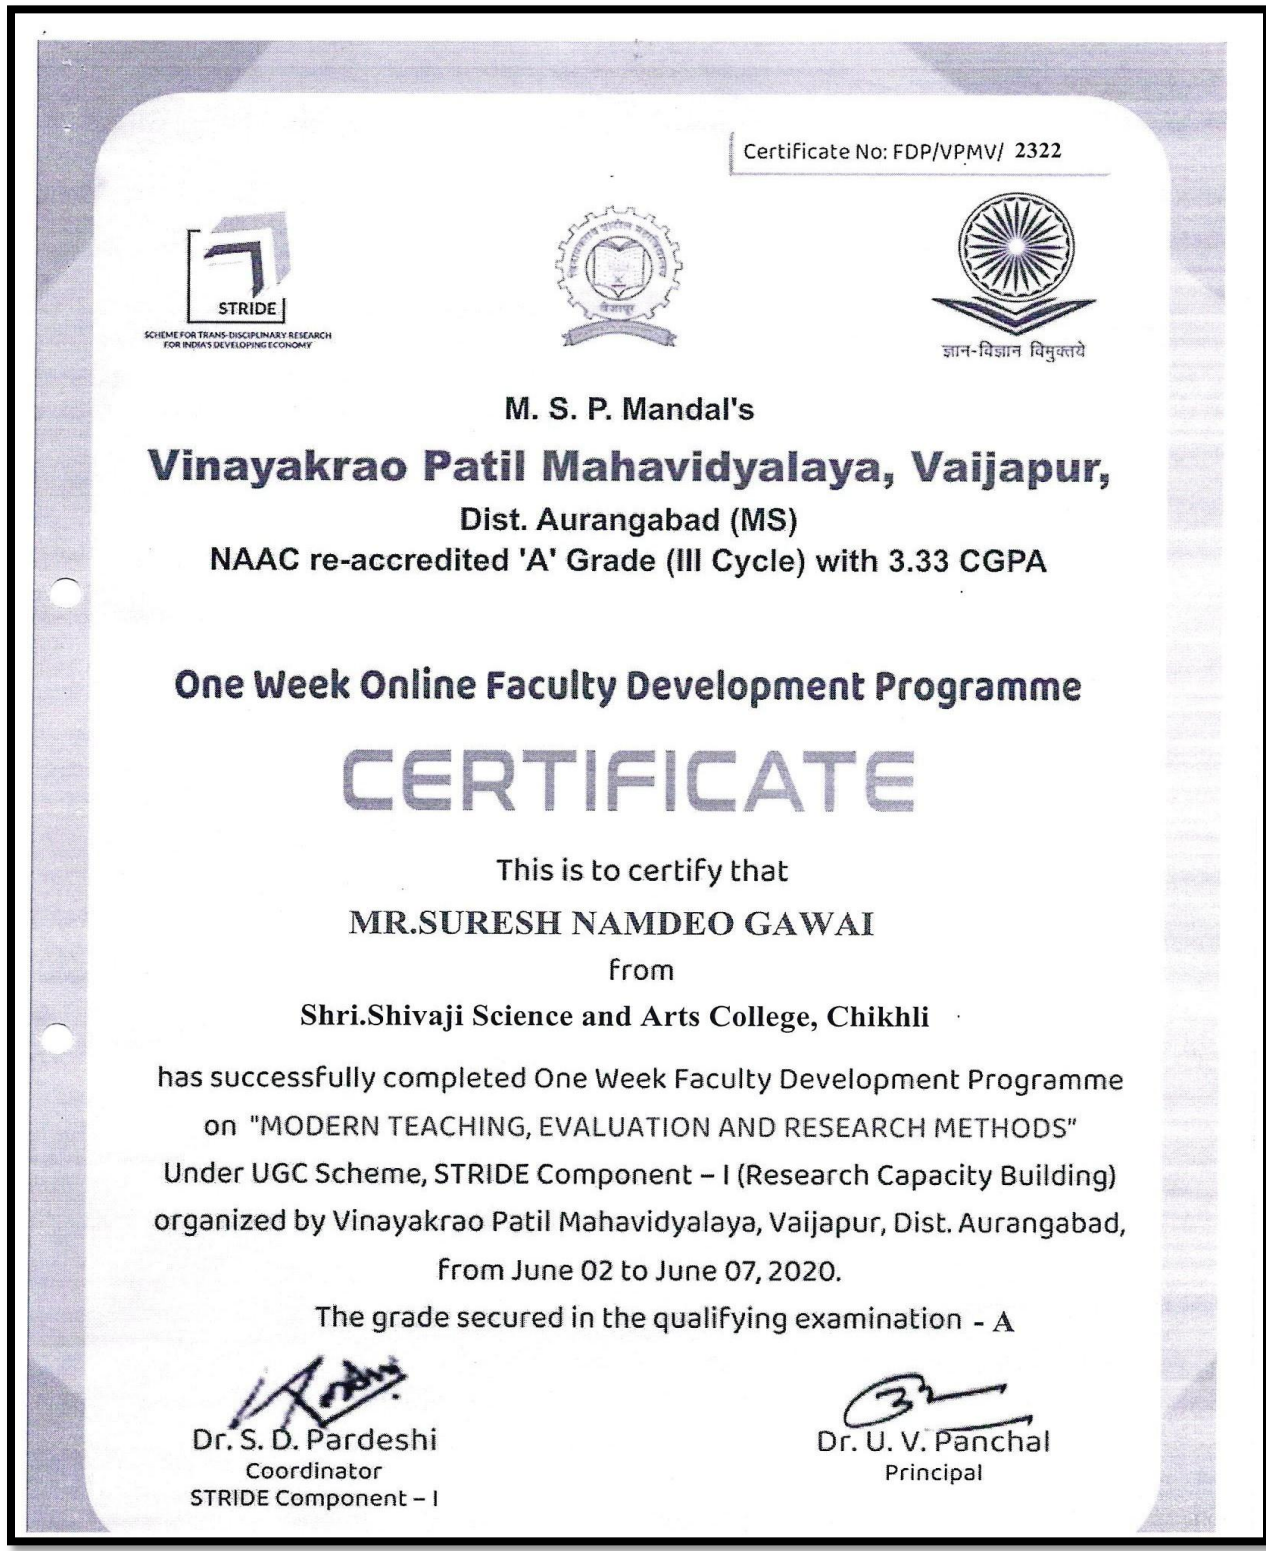 Certificate No: FDP/VPMV/ 2322
STRIDE
SCHEME FOR TRANS-DISCIPLINARY RESEARCH
FOR INDIA'S DEVELOPING ECONOMY
वैजापूर
ज्ञान-विज्ञान विमुक्तये
M. S. P. Mandal's
Vinayakrao Patil Mahavidyalaya, Vaijapur,
Dist. Aurangabad (MS)
NAAC re-accredited 'A' Grade (III Cycle) with 3.33 CGPA
One Week Online Faculty Development Programme
CERTIFICATE
This is to certify that
MR.SURESH NAMDEO GAWAI
from
Shri.Shivaji Science and Arts College, Chikhli
has successfully completed One Week Faculty Development Programme
on "MODERN TEACHING, EVALUATION AND RESEARCH METHODS"
Under UGC Scheme, STRIDE Component – I (Research Capacity Building)
organized by Vinayakrao Patil Mahavidyalaya, Vaijapur, Dist. Aurangabad,
from June 02 to June 07, 2020.
The grade secured in the qualifying examination - A
Dr. S. D. Pardeshi
Coordinator
STRIDE Component – I
Dr. U. V. Panchal
Principal